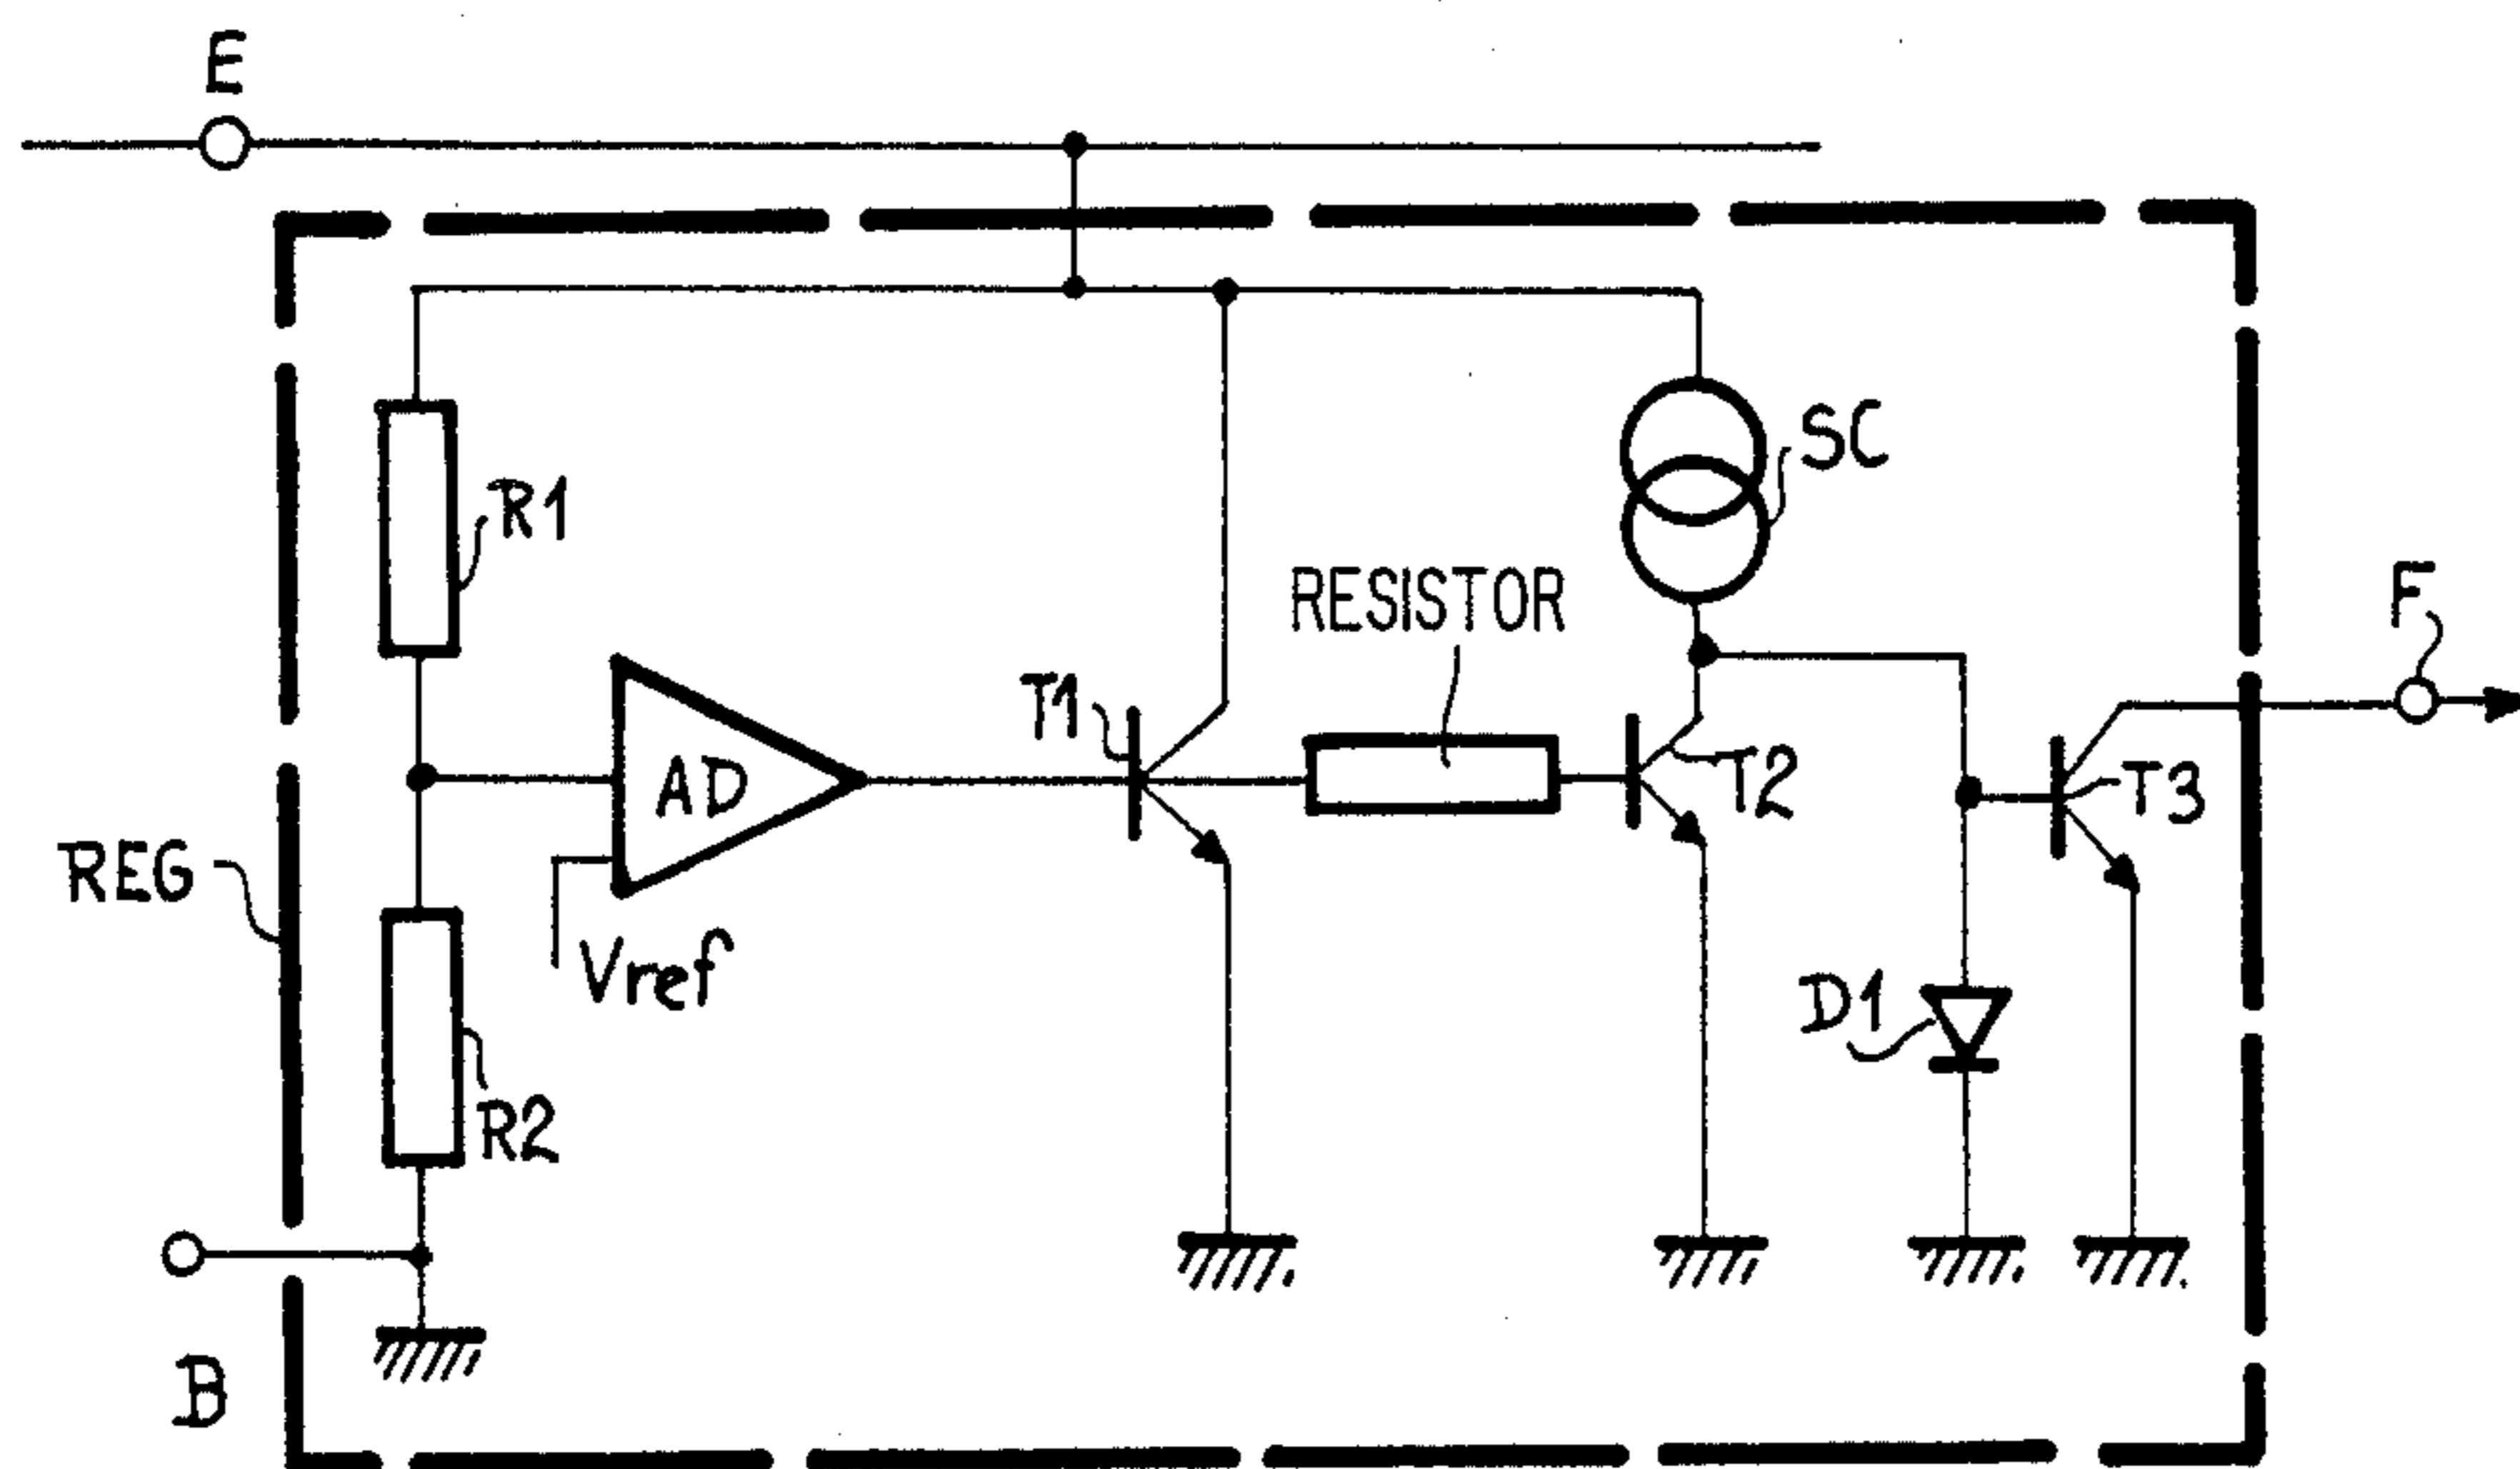 E
SC
R1
RESISTOR
F
T1
AD
T2
T3
REG
Vref
D1
R2
B